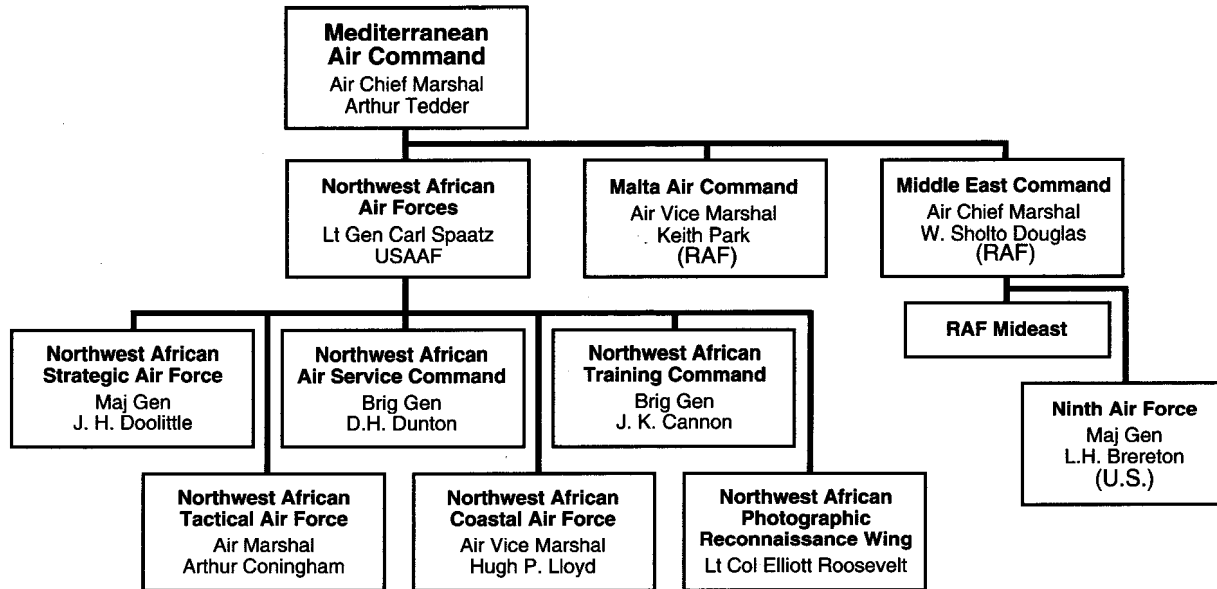 Mediterranean
Air Command
Air Chief Marshal
Arthur Tedder
Northwest African
Air Forces
Lt Gen Carl Spaatz
USAAF
Malta Air Command
Air Vice Marshal
Keith Park
(RAF)
Middle East Command
Air Chief Marshal
W. Sholto Douglas
(RAF)
RAF Mideast
Northwest African
Strategic Air Force
Maj Gen
J. H. Doolittle
Northwest African
Air Service Command
Brig Gen
D.H. Dunton
Northwest African
Training Command
Brig Gen
J. K. Cannon
Ninth Air Force
Maj Gen
L.H. Brereton
(U.S.)
Northwest African
Tactical Air Force
Air Marshal
Arthur Coningham
Northwest African
Coastal Air Force
Air Vice Marshal
Hugh P. Lloyd
Northwest African
Photographic
Reconnaissance Wing
Lt Col Elliott Roosevelt